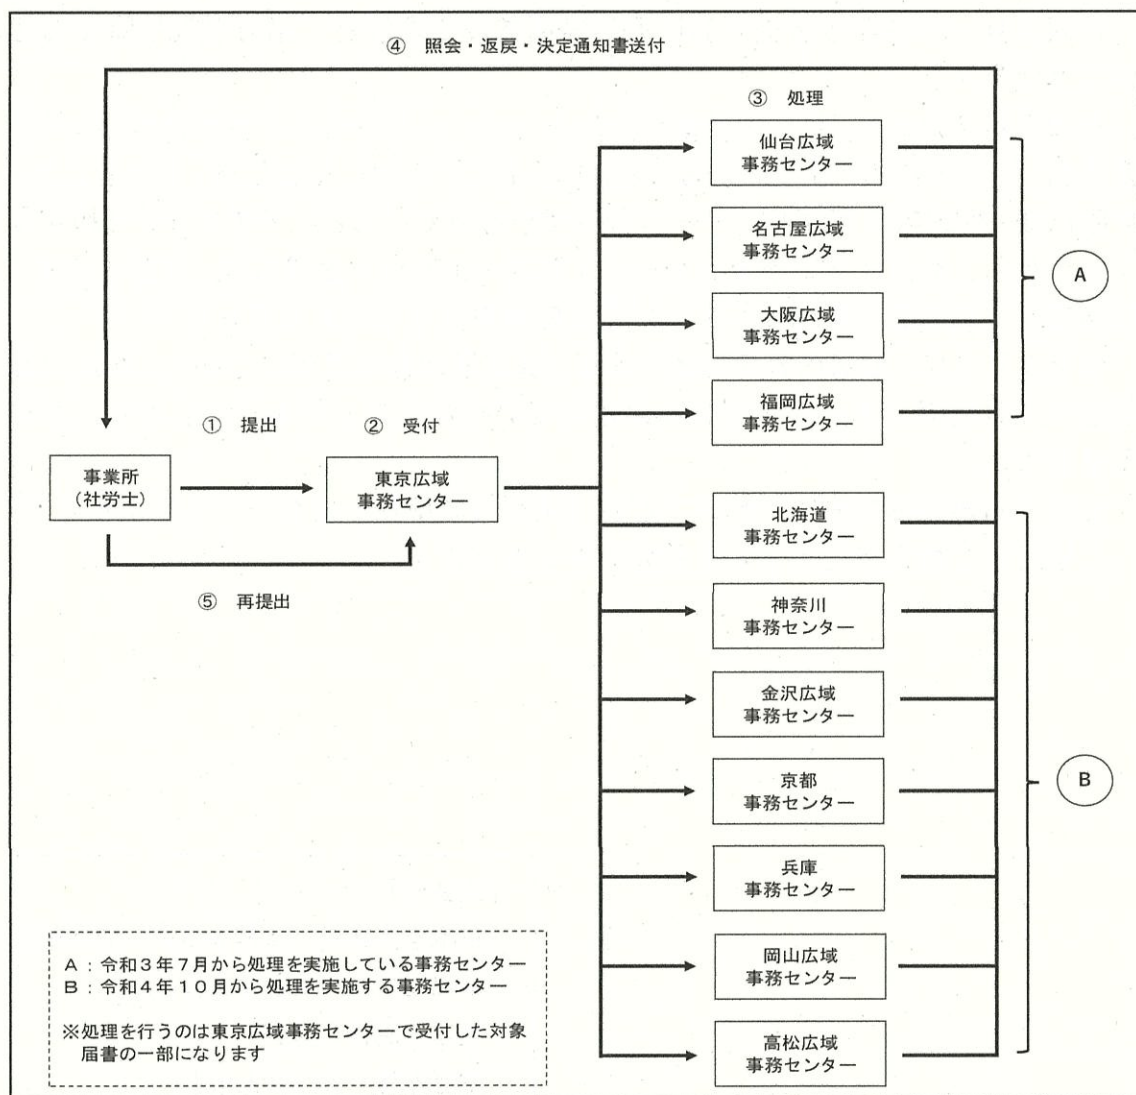 ④　照会・返戻・決定通知書送付
③　処理
仙台広域
事務センター
名古屋広域
事務センター
大阪広域
事務センター
福岡広域
事務センター
A
①　提出
②　受付
事業所
（社労士）
東京広域
事務センター
⑤　再提出
北海道
事務センター
神奈川
事務センター
金沢広域
事務センター
京都
事務センター
兵庫
事務センター
岡山広域
事務センター
高松広域
事務センター
B
A：令和３年７月から処理を実施している事務センター
B：令和４年１０月から処理を実施する事務センター
※処理を行うのは東京広域事務センターで受付した対象
届書の一部になります